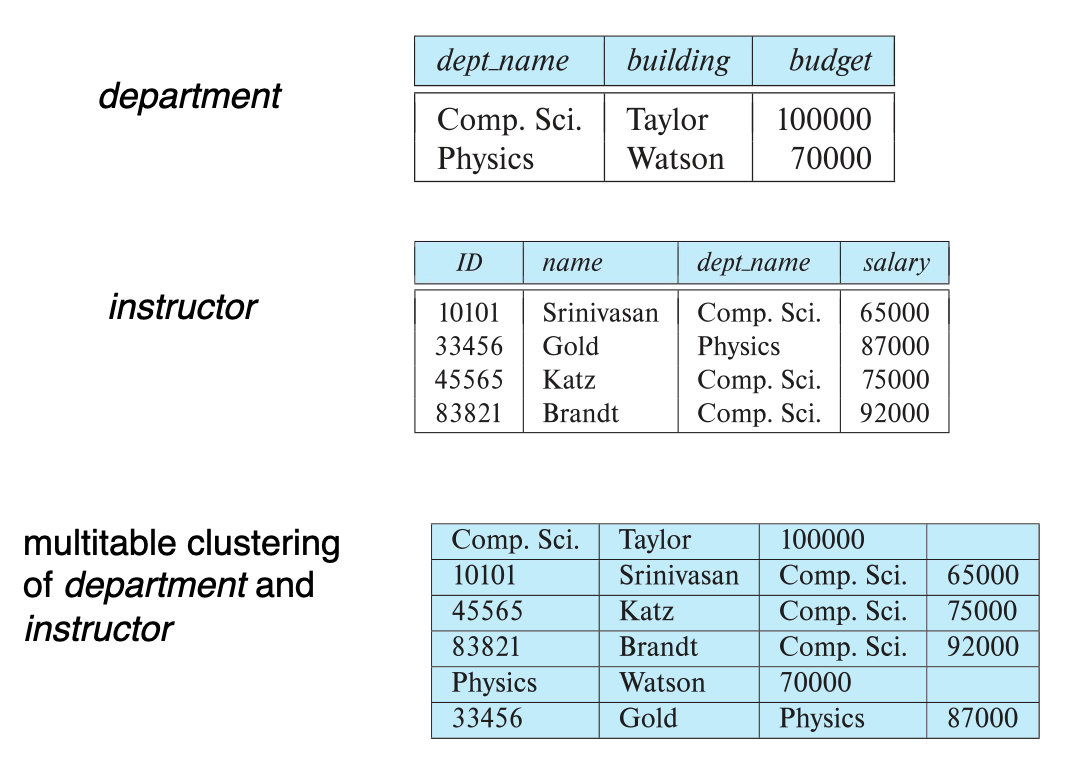 department
dept_name building budget
Comp. Sci. Taylor 100000
Physics Watson 70000
instructor
ID name dept_name salary
10101 Srinivasan Comp. Sci. 65000
33456 Gold Physics 87000
45565 Katz Comp. Sci. 75000
83821 Brandt Comp. Sci. 92000
multitable clustering
of department and
instructor
Comp. Sci. Taylor 100000
10101 Srinivasan Comp. Sci. 65000
45565 Katz Comp. Sci. 75000
83821 Brandt Comp. Sci. 92000
Physics Watson 70000
33456 Gold Physics 87000